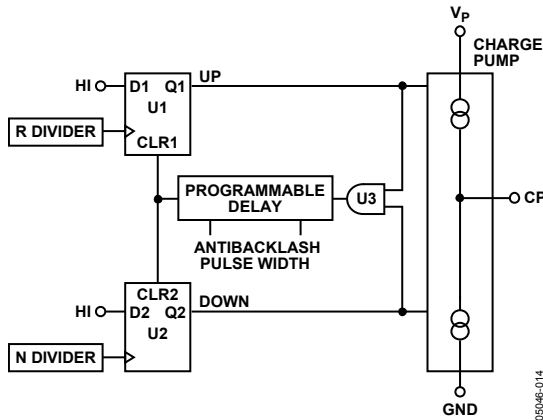 VP
CHARGE
PUMP
HI
D1 Q1
UP
U1
R DIVIDER
CLR1
PROGRAMMABLE
DELAY
U3
CP
ANTIBACKLASH
PULSE WIDTH
CLR2
DOWN
HI
D2 Q2
U2
N DIVIDER
GND
05046-014